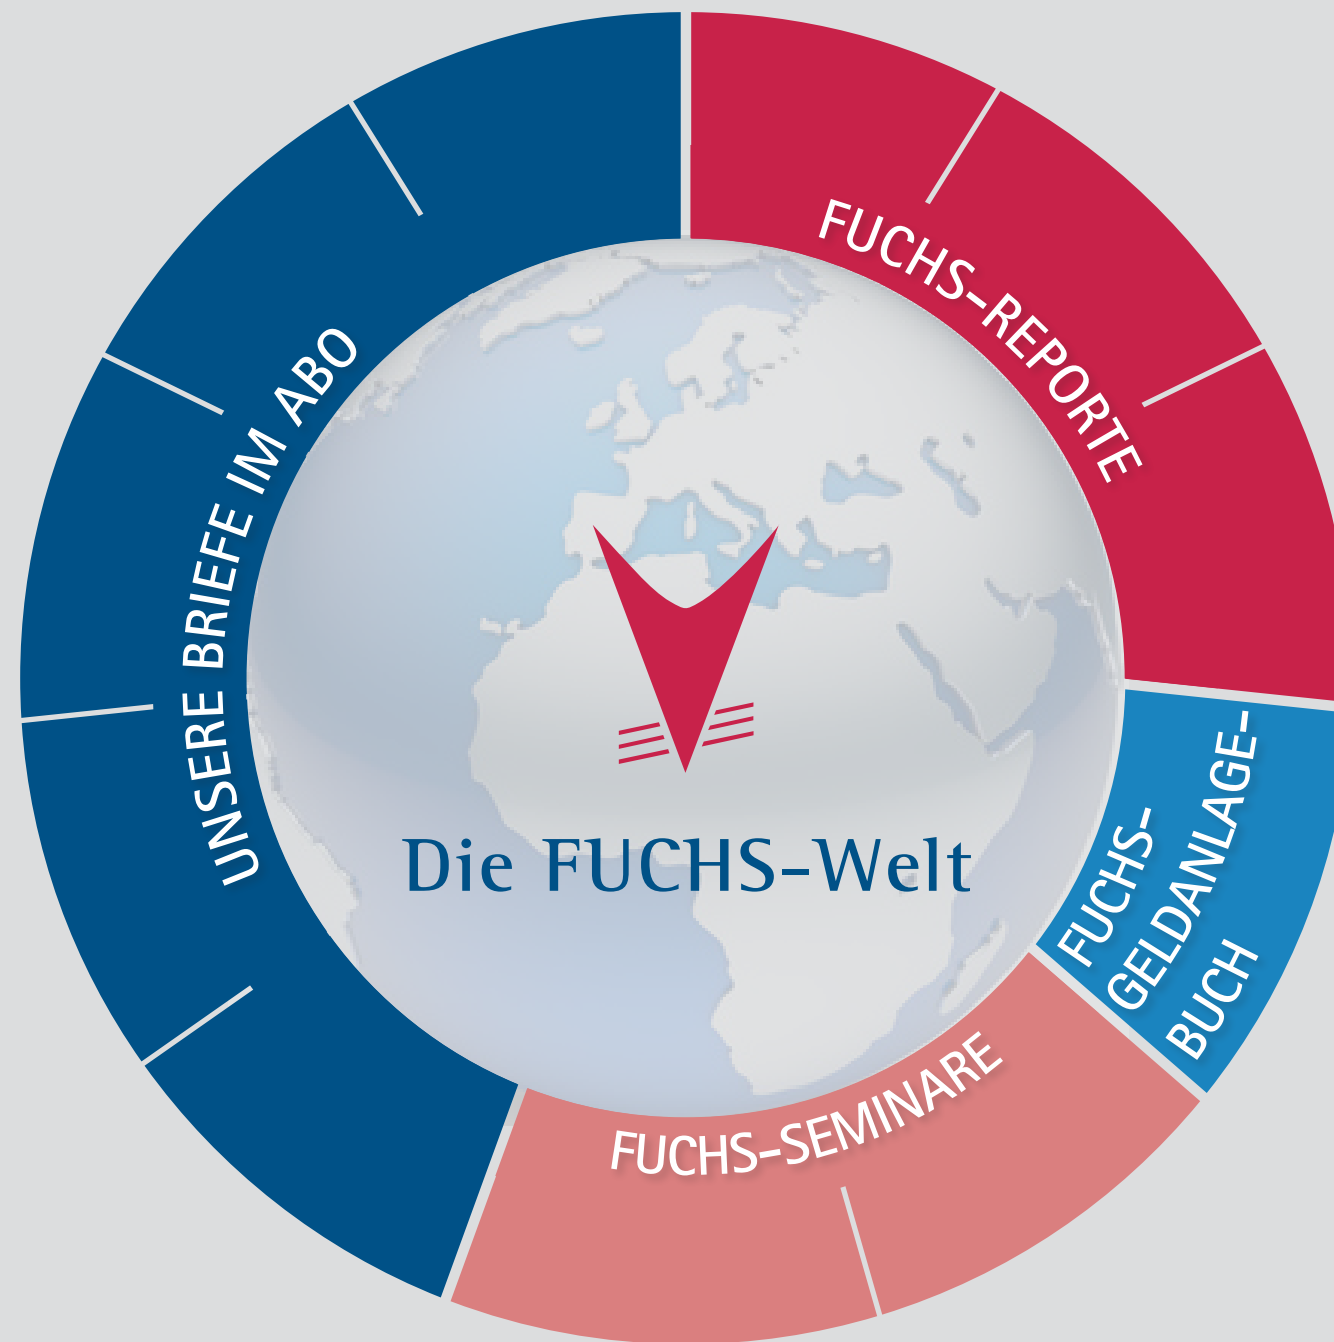 UNSERE BRIEFE IM ABO
FUCHS-REPORTE
FUCHS-
GELDANLAGE-
BUCH
FUCHS-SEMINARE
Die FUCHS-Welt